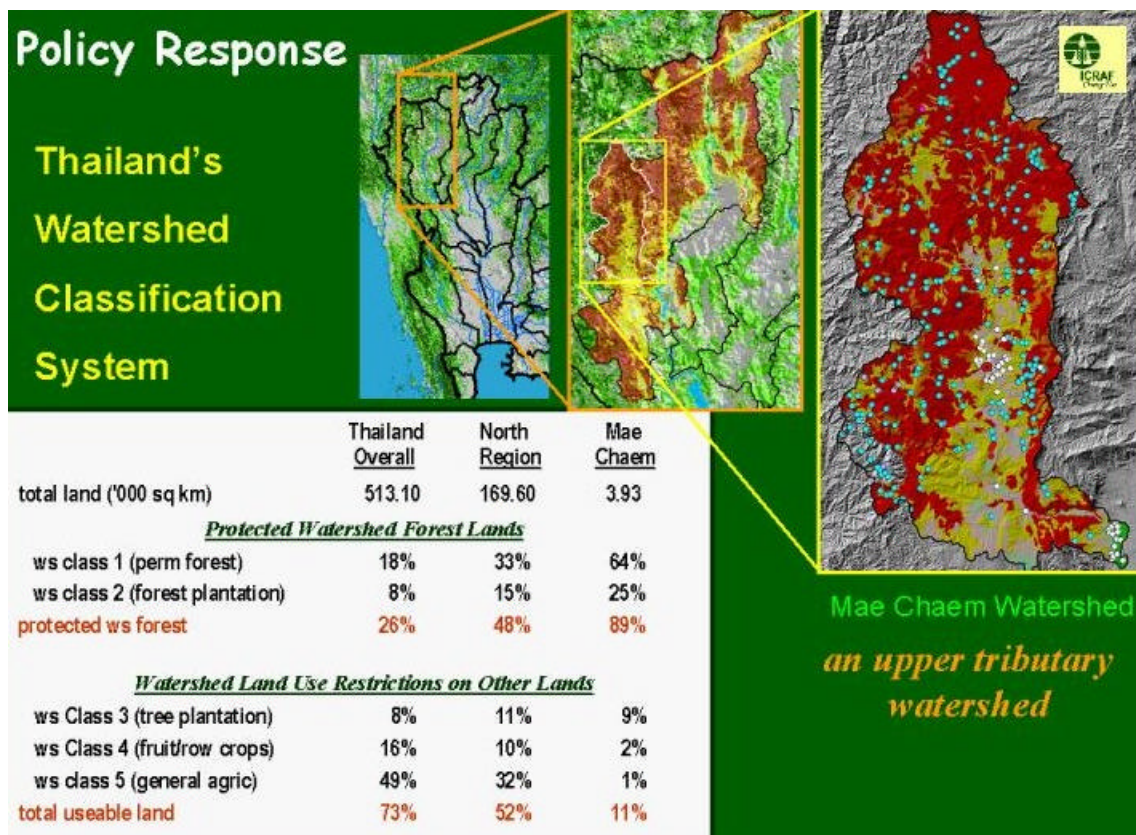 Policy Response
Thailand's
Watershed
Classification
System
ICRAF
Thailand North Mae
Overall Region Chaem
total land ('000 sq km) 513.10 169.60 3.93
Protected Watershed Forest Lands
ws class 1 (perm forest) 18% 33% 64%
ws class 2 (forest plantation) 8% 15% 25%
protected ws forest 26% 48% 89%
Watershed Land Use Restrictions on Other Lands
ws Class 3 (tree plantation) 8% 11% 9%
ws Class 4 (fruit/row crops) 16% 10% 2%
ws class 5 (general agric) 49% 32% 1%
total useable land 73% 52% 11%
Mae Chaem Watershed
an upper tributary
watershed